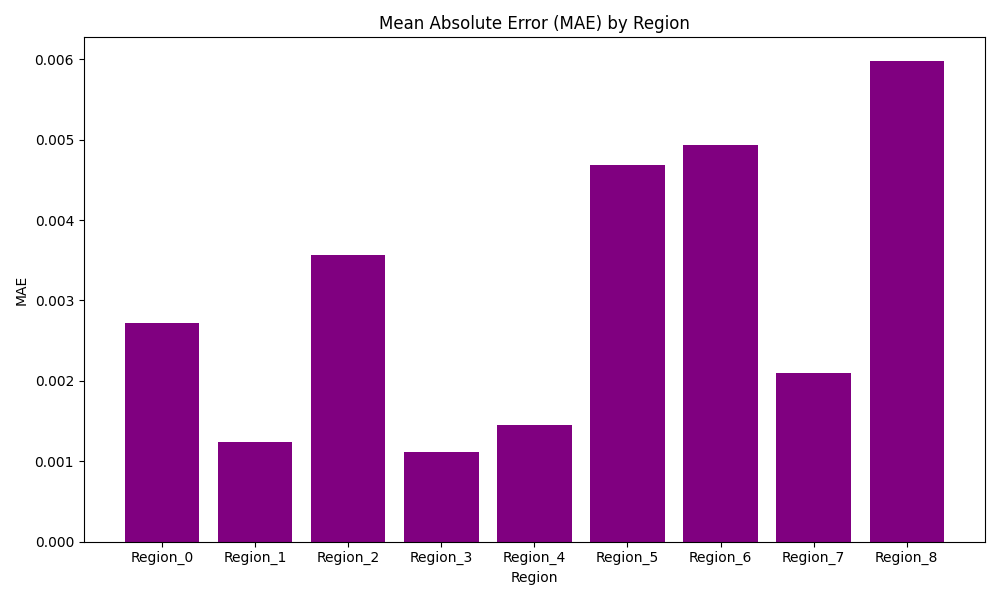 Mean Absolute Error (MAE) by Region
0.006
0.005
0.004
0.003
0.002
0.001
0.000
MAE
Region_0 Region_1 Region_2 Region_3 Region_4 Region_5 Region_6 Region_7 Region_8
Region